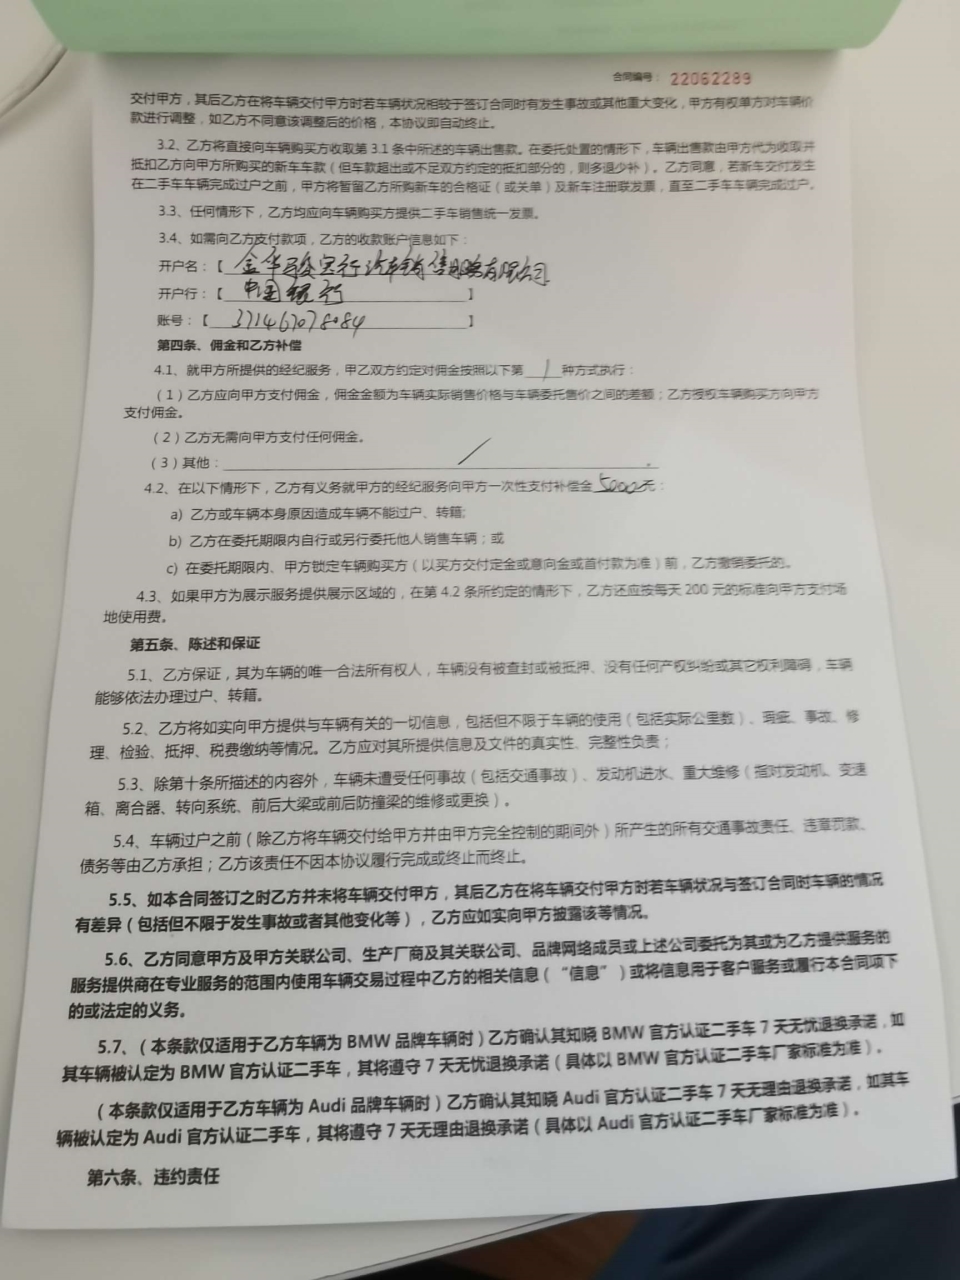 合同编号： 22062289
交付甲方，其后乙方在将车辆交付甲方时若车辆状况相较于签订合同时有发生事故或其他重大变化，甲方有权单方对车辆价
款进行调整，如乙方不同意该调整后的价格，本协议即自动终止。
3.2、乙方将直接向车辆购买方收取第 3.1 条中所述的车辆出售款。在委托处置的情形下，车辆出售款由甲方代为收取并
抵扣乙方向甲方所购买的新车车款（但车款超出或不足双方约定的抵扣部分的，则多退少补）。乙方同意，若新车交付发生
在二手车车辆完成过户之前，甲方将暂留乙方所购新车的合格证（或关单）及新车注册联发票，直至二手车车辆完成过户。
3.3、任何情形下，乙方均应向车辆购买方提供二手车销售统一发票。
3.4、如需向乙方支付款项，乙方的收款账户信息如下：
开户名：【 金华 宝行汽车销售服务有限公司
开户行：【 中国银行 】
账号：【 371467078084 】
第四条、佣金和乙方补偿
4.1、就甲方所提供的经纪服务，甲乙双方约定对佣金按照以下第 1 种方式执行：
（1）乙方应向甲方支付佣金，佣金金额为车辆实际销售价格与车辆委托售价之间的差额；乙方授权车辆购买方向甲方
支付佣金。
（2）乙方无需向甲方支付任何佣金。
（3）其他：/.
4.2、在以下情形下，乙方有义务就甲方的经纪服务向甲方一次性支付补偿金 5000 元：
a) 乙方或车辆本身原因造成车辆不能过户、转籍;
b) 乙方在委托期限内自行或另行委托他人销售车辆；或
c) 在委托期限内、甲方锁定车辆购买方（以买方交付定金或意向金或首付款为准）前，乙方撤销委托的。
4.3、如果甲方为展示服务提供展示区域的，在第 4.2 条所约定的情形下，乙方还应按每天 200 元的标准向甲方支付场
地使用费。
第五条、陈述和保证
5.1、乙方保证，其为车辆的唯一合法所有权人，车辆没有被查封或被抵押、没有任何产权纠纷或其它权利障碍，车辆
能够依法办理过户、转籍。
5.2、乙方将如实向甲方提供与车辆有关的一切信息，包括但不限于车辆的使用（包括实际公里数）、瑕疵、事故、修
理、检验、抵押、税费缴纳等情况。乙方应对其所提供信息及文件的真实性、完整性负责；
5.3、除第十条所描述的内容外，车辆未遭受任何事故（包括交通事故）、发动机进水、重大维修（指对发动机、变速
箱、离合器、转向系统、前后大梁或前后防撞梁的维修或更换）。
5.4、车辆过户之前（除乙方将车辆交付给甲方并由甲方完全控制的期间外）所产生的所有交通事故责任、违章罚款、
债务等由乙方承担；乙方该责任不因本协议履行完成或终止而终止。
5.5、如本合同签订之时乙方并未将车辆交付甲方，其后乙方在将车辆交付甲方时若车辆状况与签订合同时车辆的情况
有差异（包括但不限于发生事故或者其他变化等），乙方应如实向甲方披露该等情况。
5.6、乙方同意甲方及甲方关联公司、生产厂商及其关联公司、品牌网络成员或上述公司委托为其或为乙方提供服务的
服务提供商在专业服务的范围内使用车辆交易过程中乙方的相关信息（“信息”）或将信息用于客户服务或履行本合同项下
的或法定的义务。
5.7、（本条款仅适用于乙方车辆为 BMW 品牌车辆时）乙方确认其知晓 BMW 官方认证二手车 7 天无忧退换承诺，如
其车辆被认定为 BMW 官方认证二手车，其将遵守 7 天无忧退换承诺（具体以 BMW 官方认证二手车厂家标准为准）。
（本条款仅适用于乙方车辆为 Audi 品牌车辆时）乙方确认其知晓 Audi 官方认证二手车 7 天无理由退换承诺，如其车
辆被认定为 Audi 官方认证二手车，其将遵守 7 天无理由退换承诺（具体以 Audi 官方认证二手车厂家标准为准）。
第六条、违约责任